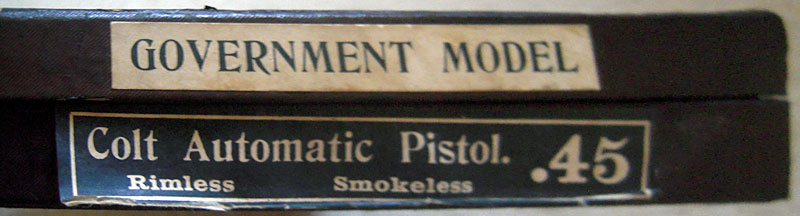 GOVERNMENT MODEL
Colt Automatic Pistol. .45
Rimless Smokeless